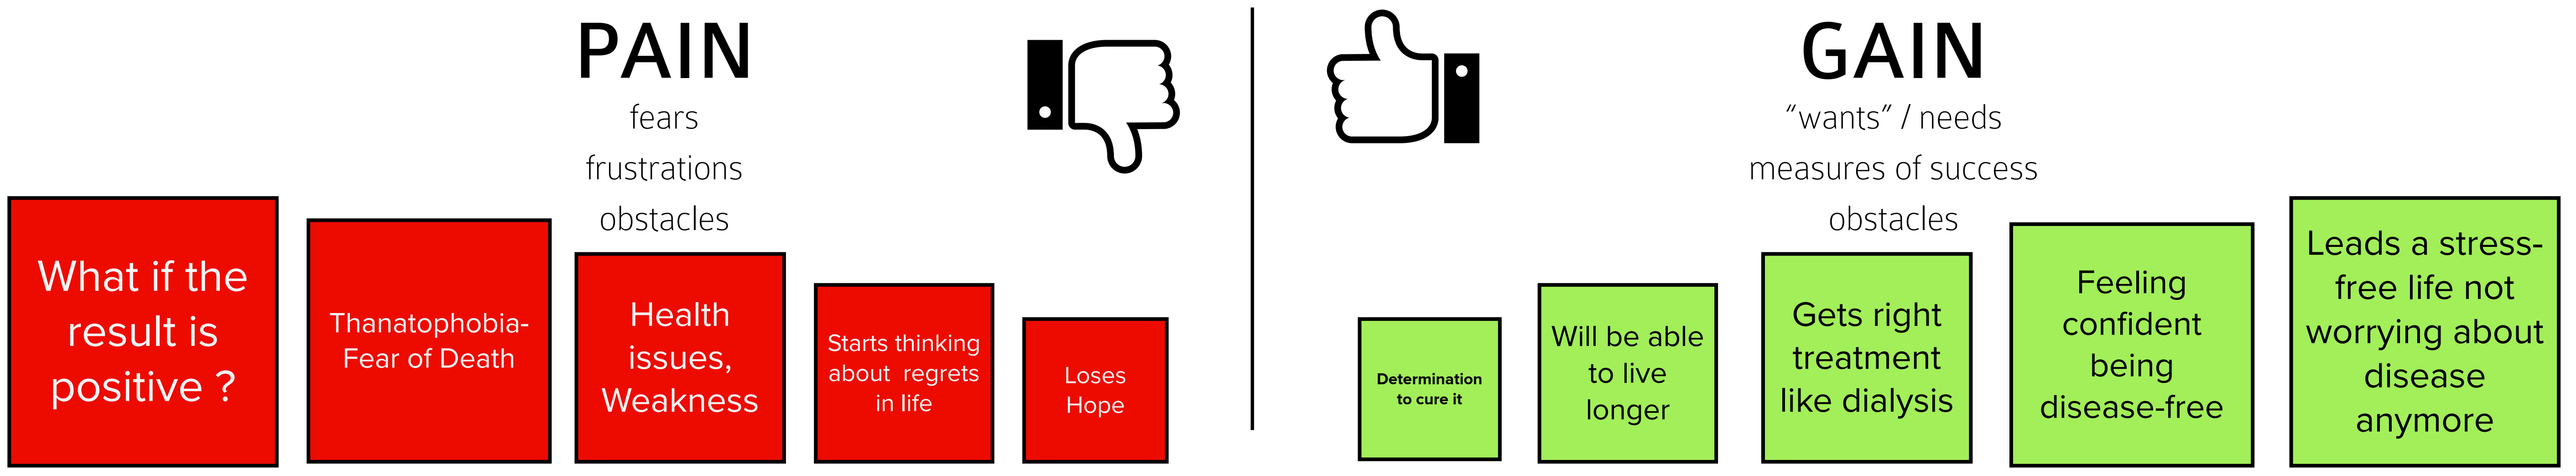 PAIN
fears
frustrations
obstacles
What if the
result is
positive ?
Thanatophobia-
Fear of Death
Health
issues,
Weakness
Starts thinking
about  regrets
in life
Loses
Hope
GAIN
“wants” / needs
measures of success
obstacles
Determination
to cure it
Will be able
to live
longer
Gets right
treatment
like dialysis
Feeling
confident
being
disease-free
Leads a stress-
free life not
worrying about
disease
anymore